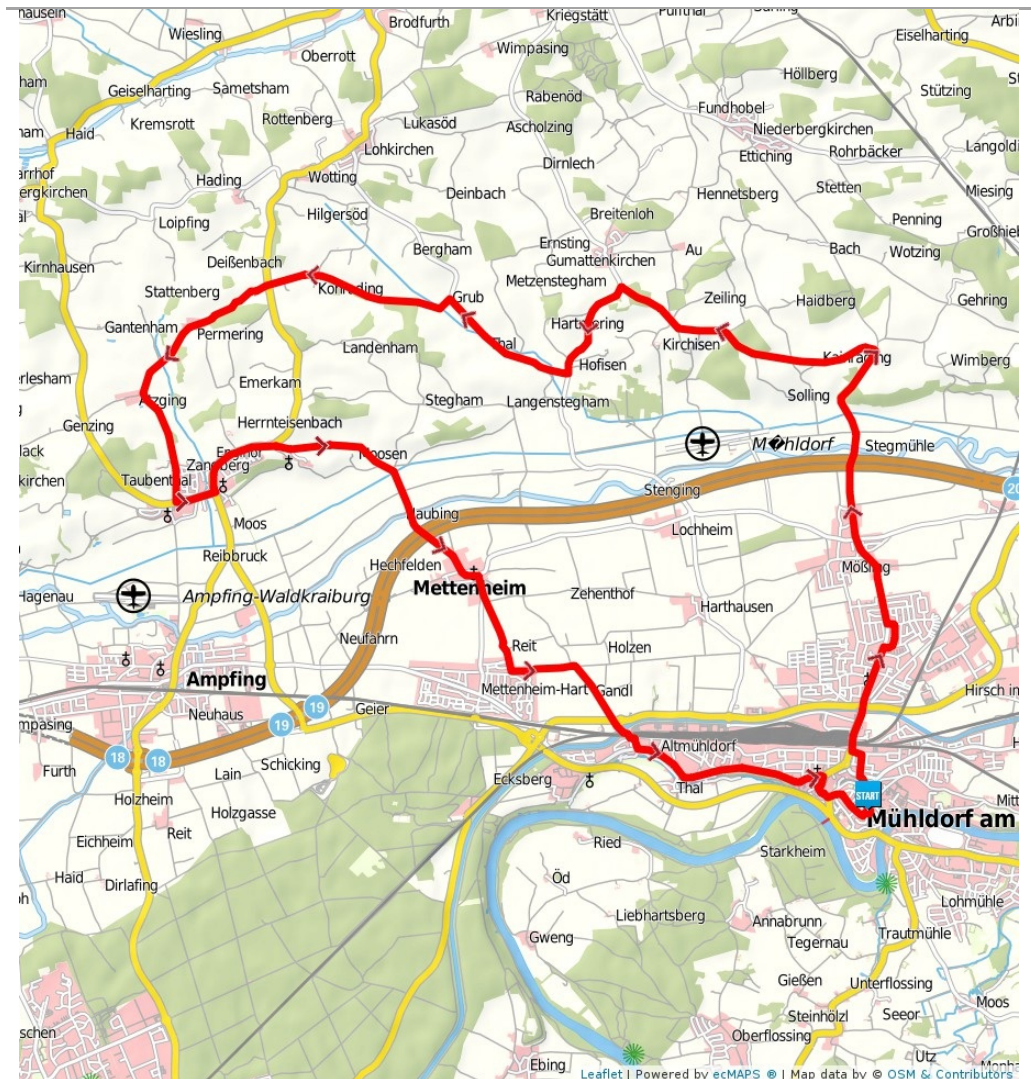 Wiesling
Brodfurth
Kriegstätt
Eiselharting
Oberrott
Wimpasing
Geiselharting
Sametsham
Rabenöd
Höllberg
Stützing
Kremsrott
Rottenberg
Lukasöd
Ascholzing
Fundhobel
Haid
Lohkirchen
Niederbergkirchen
Ettiching
Rohrbäcker
Dirnlech
Hading
Wotting
Deinbach
Hennetsberg
Stetten
Miesing
Loipfing
Hilgersöd
Breitenloh
Penning
Bergham
Ernsting
Au
Bach
Wotzing
Kirnhausen
Deißenbach
Gumattenkirchen
Stattenberg
Metzenstegham
Grub
Zeiling
Haidberg
Gehring
Gantenham
Permering
Landenham
Kirchisen
Hofisen
Wimberg
Emerkam
Stegham
Langenstegham
Solling
Genzing
Herrnteisenbach
Mühldorf
Stegmühle
Zangberg
Taubenthal
Stenging
Moos
Lochheim
Reibbruck
Hechfelden
Mößling
Ampfing-Waldkraiburg
Mettenheim
Zehenthof
Harthausen
Neufahrn
Reit
Holzen
Ampfing
Mettenheim-Hart
Gandl
Neuhaus
19
Geier
19
Altmühldorf
18
18
Schicking
Furth
Lain
Ecksberg
Thal
START
Holzheim
Holzgasse
Mühldorf am
Reit
Eichheim
Ried
Starkheim
Haid
Dirlafing
Öd
Lohmühle
Liebhartsberg
Annabrunn
Trautmühle
Gweng
Tegernau
Gießen
Unterflossing
Moos
Steinhölzl
Seeor
Oberflossing
Utz
Ebing
Leaflet | Powered by ecMAPS ® | Map data by © OSM & Contributors